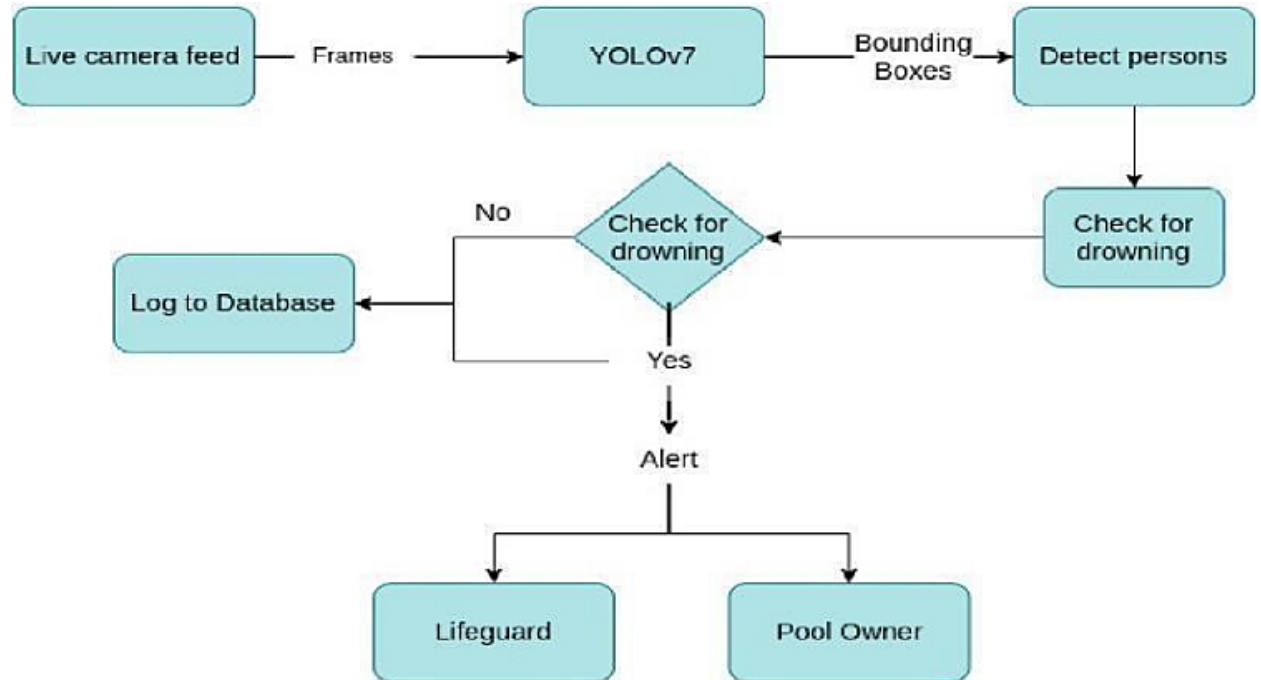 Live camera feed
Frames
YOLOv7
Bounding
Boxes
Detect persons
No
Check for
drowning
Check for
drowning
Log to Database
Yes
Alert
Lifeguard
Pool Owner